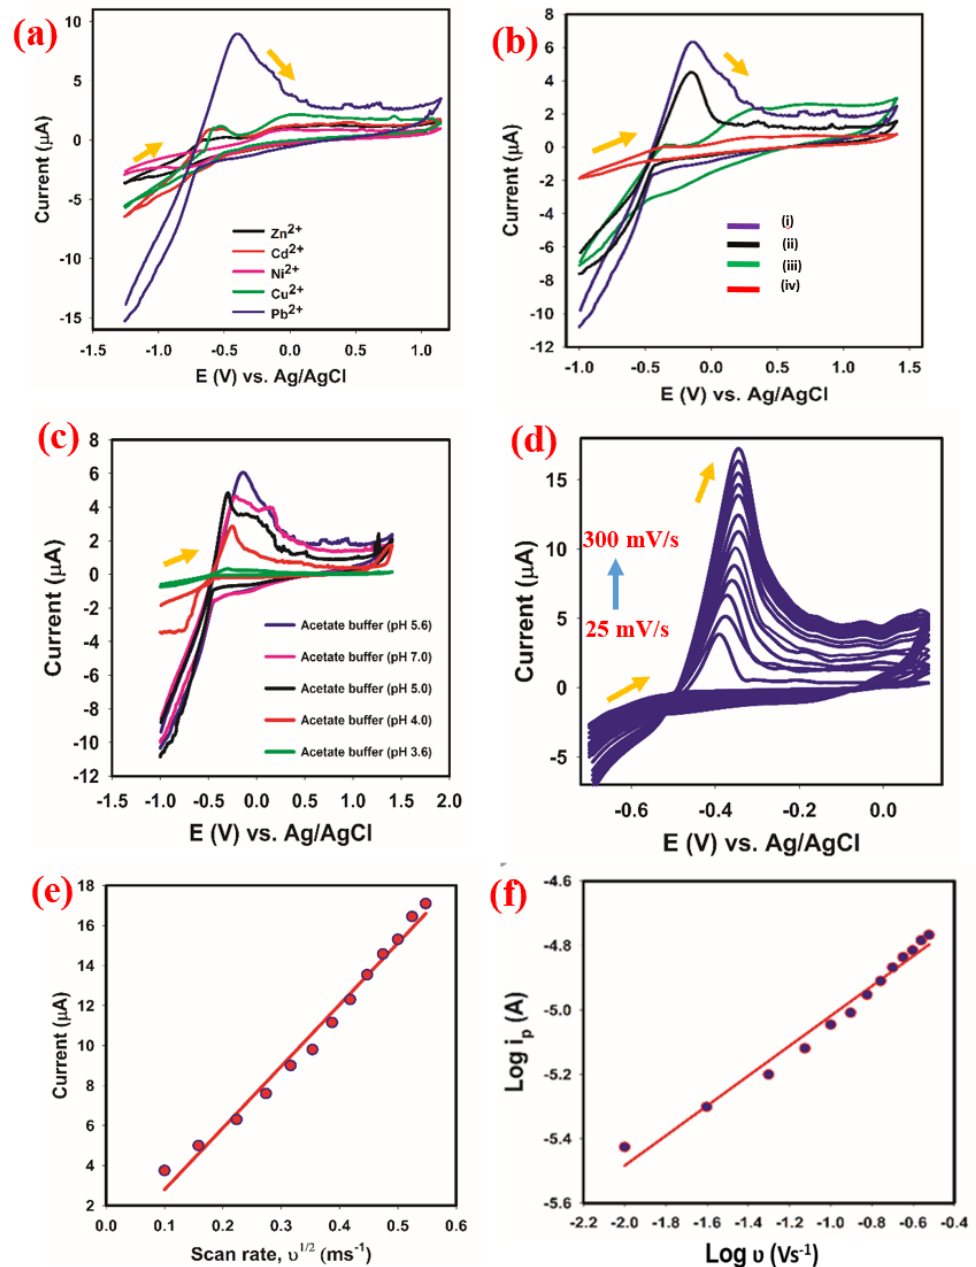 (a)
10
5
0
-5
-10
-15
Current (µA)
Zn2+
Cd2+
Ni2+
Cu2+
Pb2+
-1.5 -1.0 -0.5 0.0 0.5 1.0
E (V) vs. Ag/AgCl
(b)
8
6
4
2
0
-2
-4
-6
-8
-10
-12
Current (µA)
(i)
(ii)
(iii)
(iv)
-1.0 -0.5 0.0 0.5 1.0 1.5
E (V) vs. Ag/AgCl
(c)
8
6
4
2
0
-2
-4
-6
-8
-10
-12
Current (µA)
Acetate buffer (pH 5.6)
Acetate buffer (pH 7.0)
Acetate buffer (pH 5.0)
Acetate buffer (pH 4.0)
Acetate buffer (pH 3.6)
-1.5 -1.0 -0.5 0.0 0.5 1.0 1.5 2.0
E (V) vs. Ag/AgCl
(d)
15
10
5
0
-5
Current (µA)
300 mV/s
25 mV/s
-0.6 -0.4 -0.2 0.0
E (V) vs. Ag/AgCl
(e)
18
16
14
12
10
8
6
4
2
Current (µA)
0.0 0.1 0.2 0.3 0.4 0.5 0.6
Scan rate, υ1/2 (ms-1)
(f)
-4.6
-4.8
-5.0
-5.2
-5.4
-5.6
Log ip (A)
-2.2 -2.0 -1.8 -1.6 -1.4 -1.2 -1.0 -0.8 -0.6 -0.4
Log υ (Vs-1)